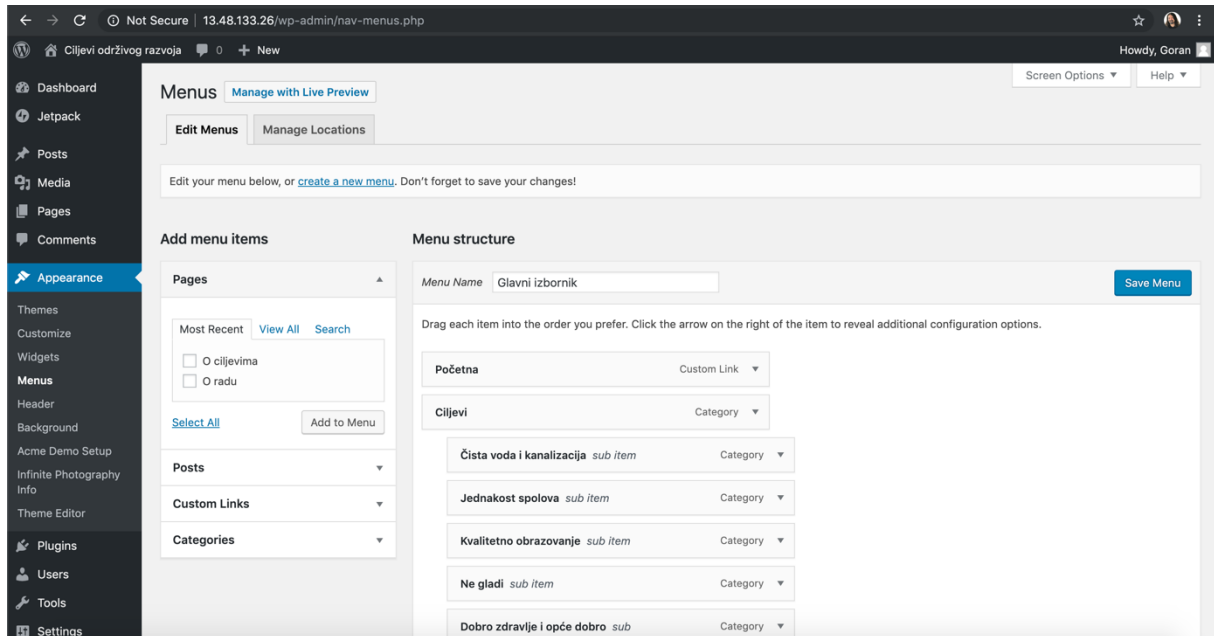 Not Secure | 13.48.133.26/wp-admin/nav-menus.php
Ciljevi održivog razvoja 0 + New Howdy, Goran
Screen Options ▼ Help ▼
Dashboard
Jetpack
Posts
Media
Pages
Comments
Appearance
Themes
Customize
Widgets
Menus
Header
Background
Acme Demo Setup
Infinite Photography
Info
Theme Editor
Plugins
Users
Tools
Settings
Menus Manage with Live Preview
Edit Menus Manage Locations
Edit your menu below, or create a new menu. Don't forget to save your changes!
Add menu items
Pages
Most Recent View All Search
O ciljevima
O radu
Select All Add to Menu
Posts
Custom Links
Categories
Menu structure
Menu Name Glavni izbornik Save Menu
Drag each item into the order you prefer. Click the arrow on the right of the item to reveal additional configuration options.
Početna Custom Link
Ciljevi Category
Čista voda i kanalizacija sub item Category
Jednakost spolova sub item Category
Kvalitetno obrazovanje sub item Category
Ne gladi sub item Category
Dobro zdravlje i opće dobro sub Category